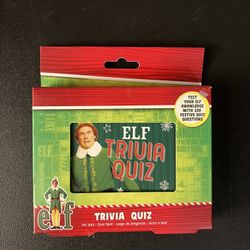 TEST
YOUR ELF
KNOWLEDGE
WITH 100
FESTIVE QUIZ
QUESTIONS
ELF
TRIVIA
QUIZ
elf
TRIVIA QUIZ